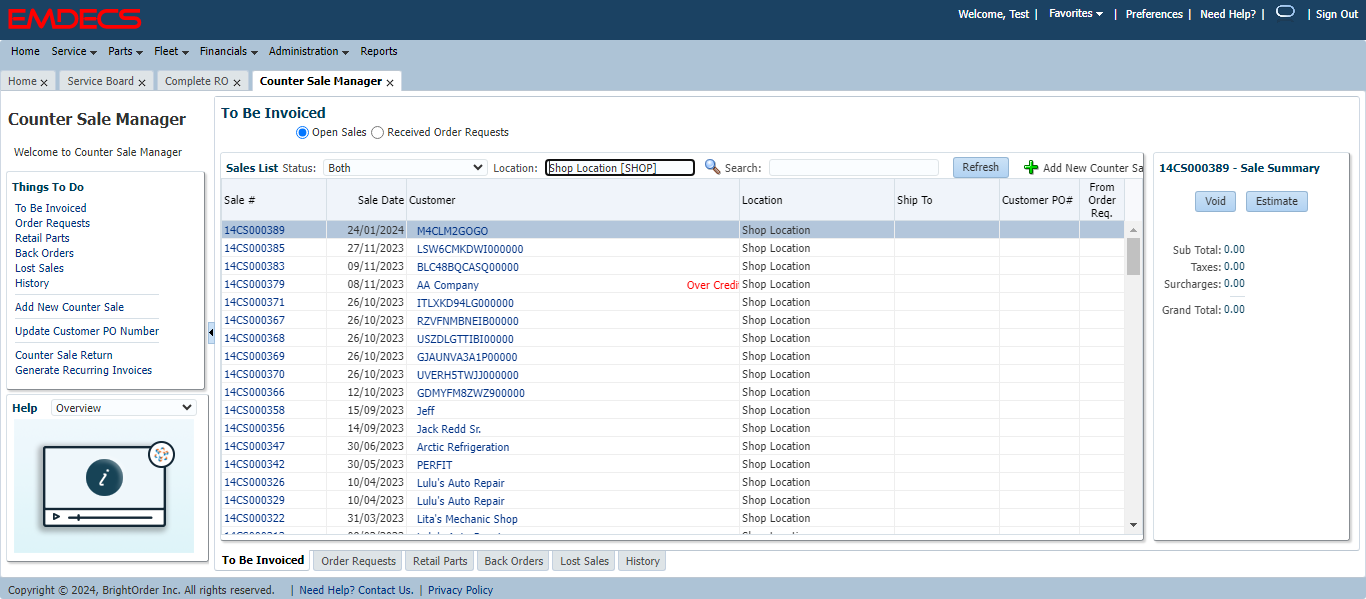 EMDECS
Welcome, Test | Favorites | Preferences | Need Help? | | Sign Out
Home Service Parts Fleet Financials Administration Reports
Home x Service Board x Complete RO x Counter Sale Manager x
Counter Sale Manager
Welcome to Counter Sale Manager
Things To Do
To Be Invoiced
Order Requests
Retail Parts
Back Orders
Lost Sales
History
Add New Counter Sale
Update Customer PO Number
Counter Sale Return
Generate Recurring Invoices
Help Overview
i
To Be Invoiced
Open Sales Received Order Requests
Sales List Status: Both Location: Shop Location [SHOP] Search: Refresh Add New Counter Sa
Sale # Sale Date Customer Location Ship To Customer PO# From Order Req.
14CS000389 24/01/2024 M4CLM2GOGO Shop Location
14CS000385 27/11/2023 LSW6CMKDWI000000 Shop Location
14CS000383 09/11/2023 BLC48BQCASQ00000 Shop Location
14CS000379 08/11/2023 AA Company Over Credi Shop Location
14CS000371 26/10/2023 ITLXKD94LG000000 Shop Location
14CS000367 26/10/2023 RZVFNMBNEIB00000 Shop Location
14CS000368 26/10/2023 USZDLGTTIBI00000 Shop Location
14CS000369 26/10/2023 GJAUNVA3A1P00000 Shop Location
14CS000370 26/10/2023 UVERH5TWJJ000000 Shop Location
14CS000366 12/10/2023 GDMYFM8ZWZ900000 Shop Location
14CS000358 15/09/2023 Jeff Shop Location
14CS000356 14/09/2023 Jack Redd Sr. Shop Location
14CS000347 30/06/2023 Arctic Refrigeration Shop Location
14CS000342 30/05/2023 PERFIT Shop Location
14CS000326 10/04/2023 Lulu's Auto Repair Shop Location
14CS000329 10/04/2023 Lulu's Auto Repair Shop Location
14CS000322 31/03/2023 Lita's Mechanic Shop Shop Location
14CS000389 - Sale Summary
Void Estimate
Sub Total: 0.00
Taxes: 0.00
Surcharges: 0.00
Grand Total: 0.00
To Be Invoiced Order Requests Retail Parts Back Orders Lost Sales History
Copyright © 2024, BrightOrder Inc. All rights reserved. | Need Help? Contact Us. | Privacy Policy